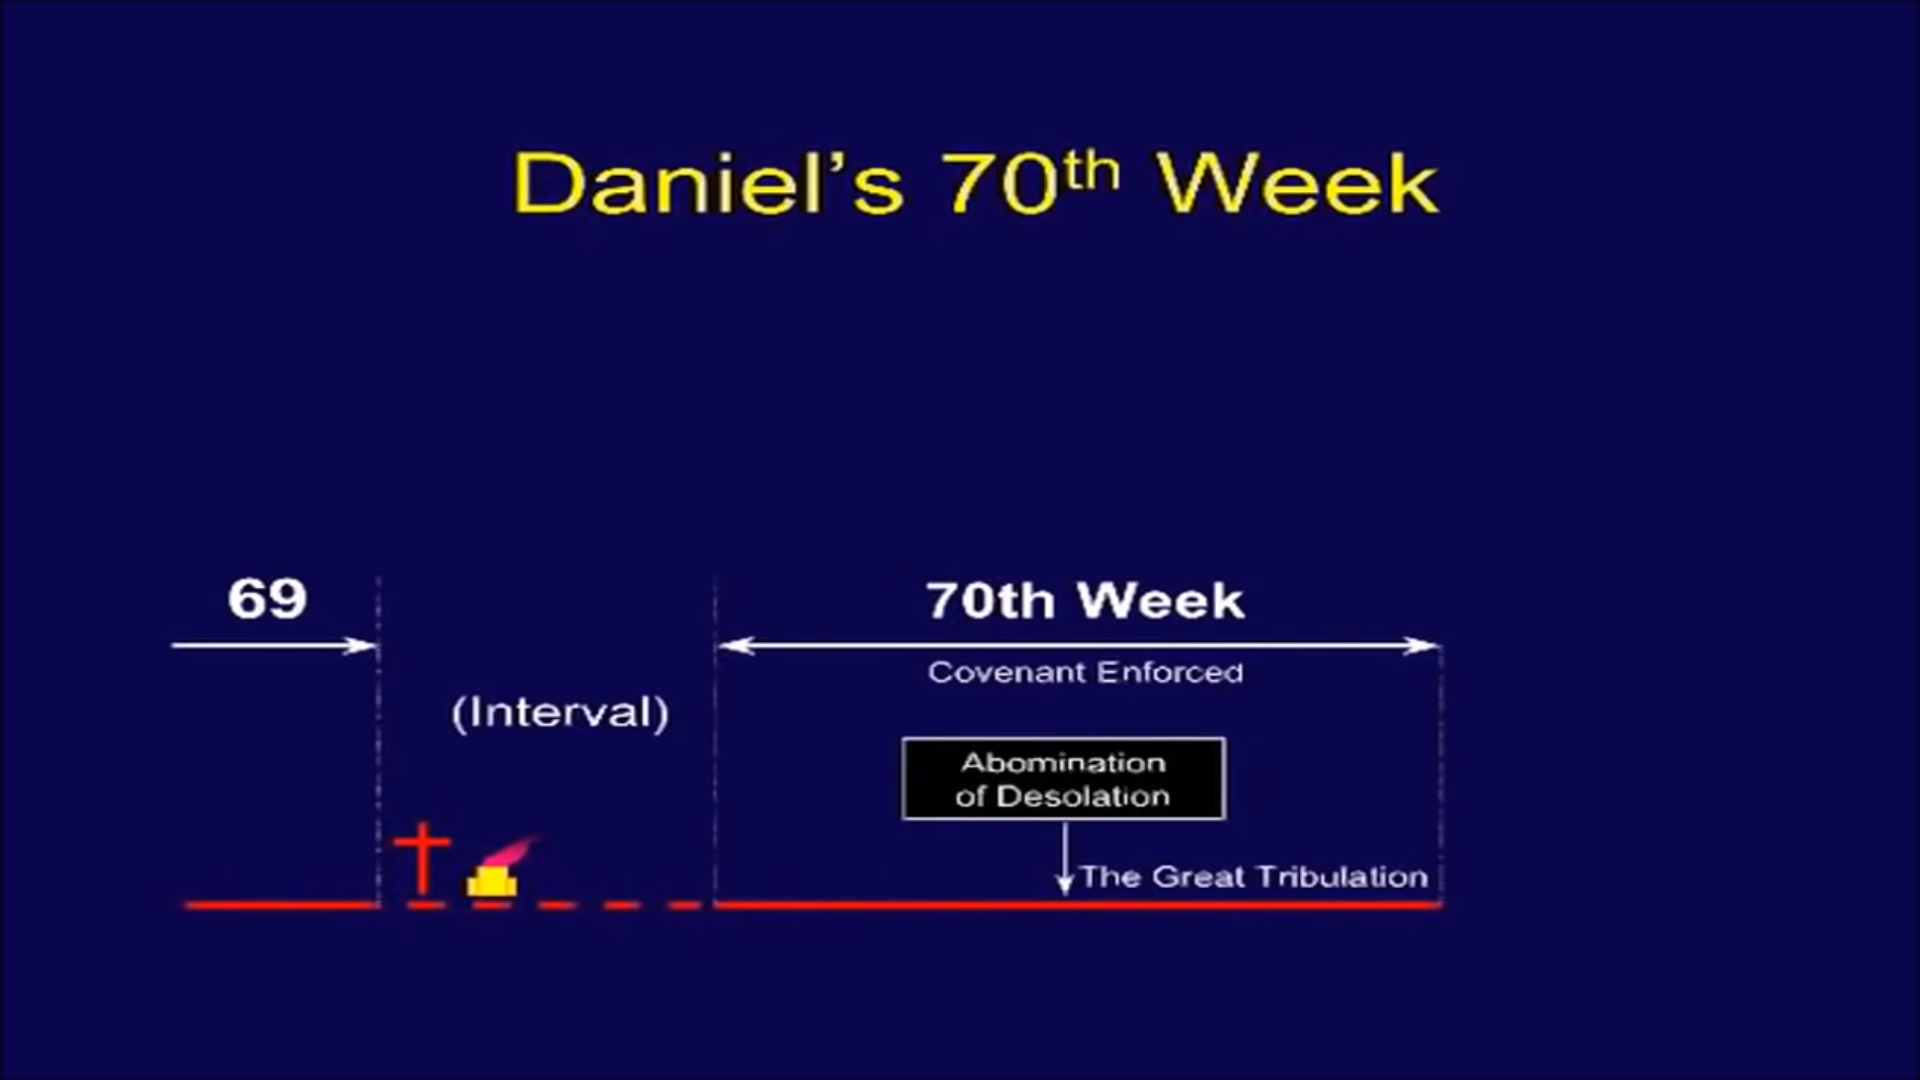 Daniel's 70th Week
69
70th Week
Covenant Enforced
(Interval)
Abomination
of Desolation
The Great Tribulation